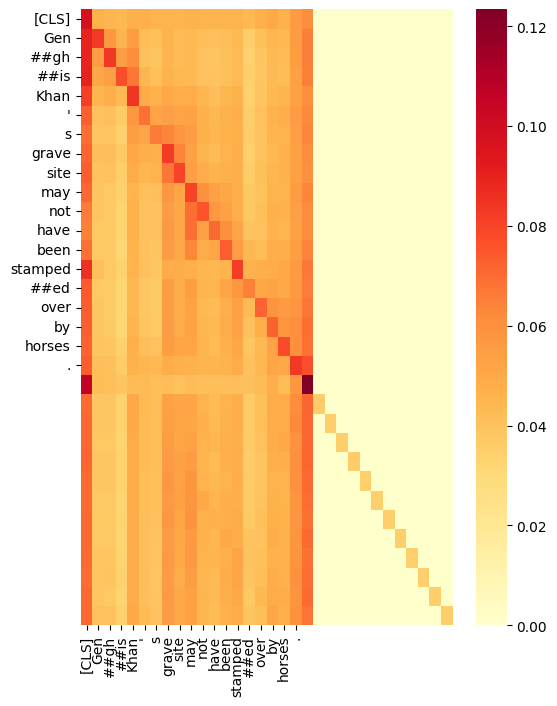 [CLS]
Gen
##gh
##is
Khan
'
s
grave
site
may
not
have
been
stamped
##ed
over
by
horses
.
[CLS] Gen ##gh ##is Khan ' s grave site may not have been stamped ##ed over by horses .
0.12
0.10
0.08
0.06
0.04
0.02
0.00